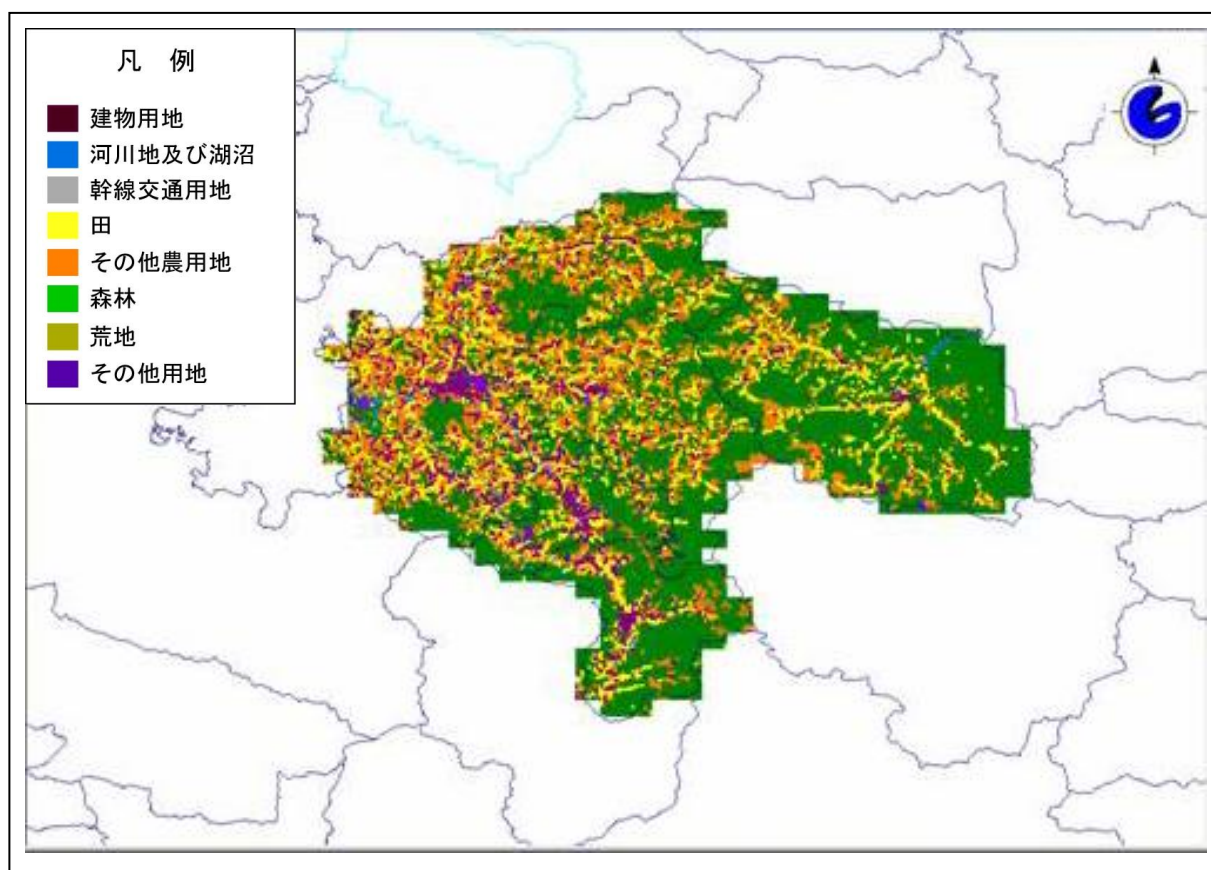 凡 例
建物用地
河川地及び湖沼
幹線交通用地
田
その他農用地
森林
荒地
その他用地